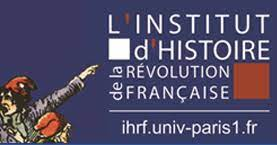 L'INSTITUT
d'HISTOIRE
de la RÉVOLUTION
FRANÇAISE
ihrf.univ-paris1.fr